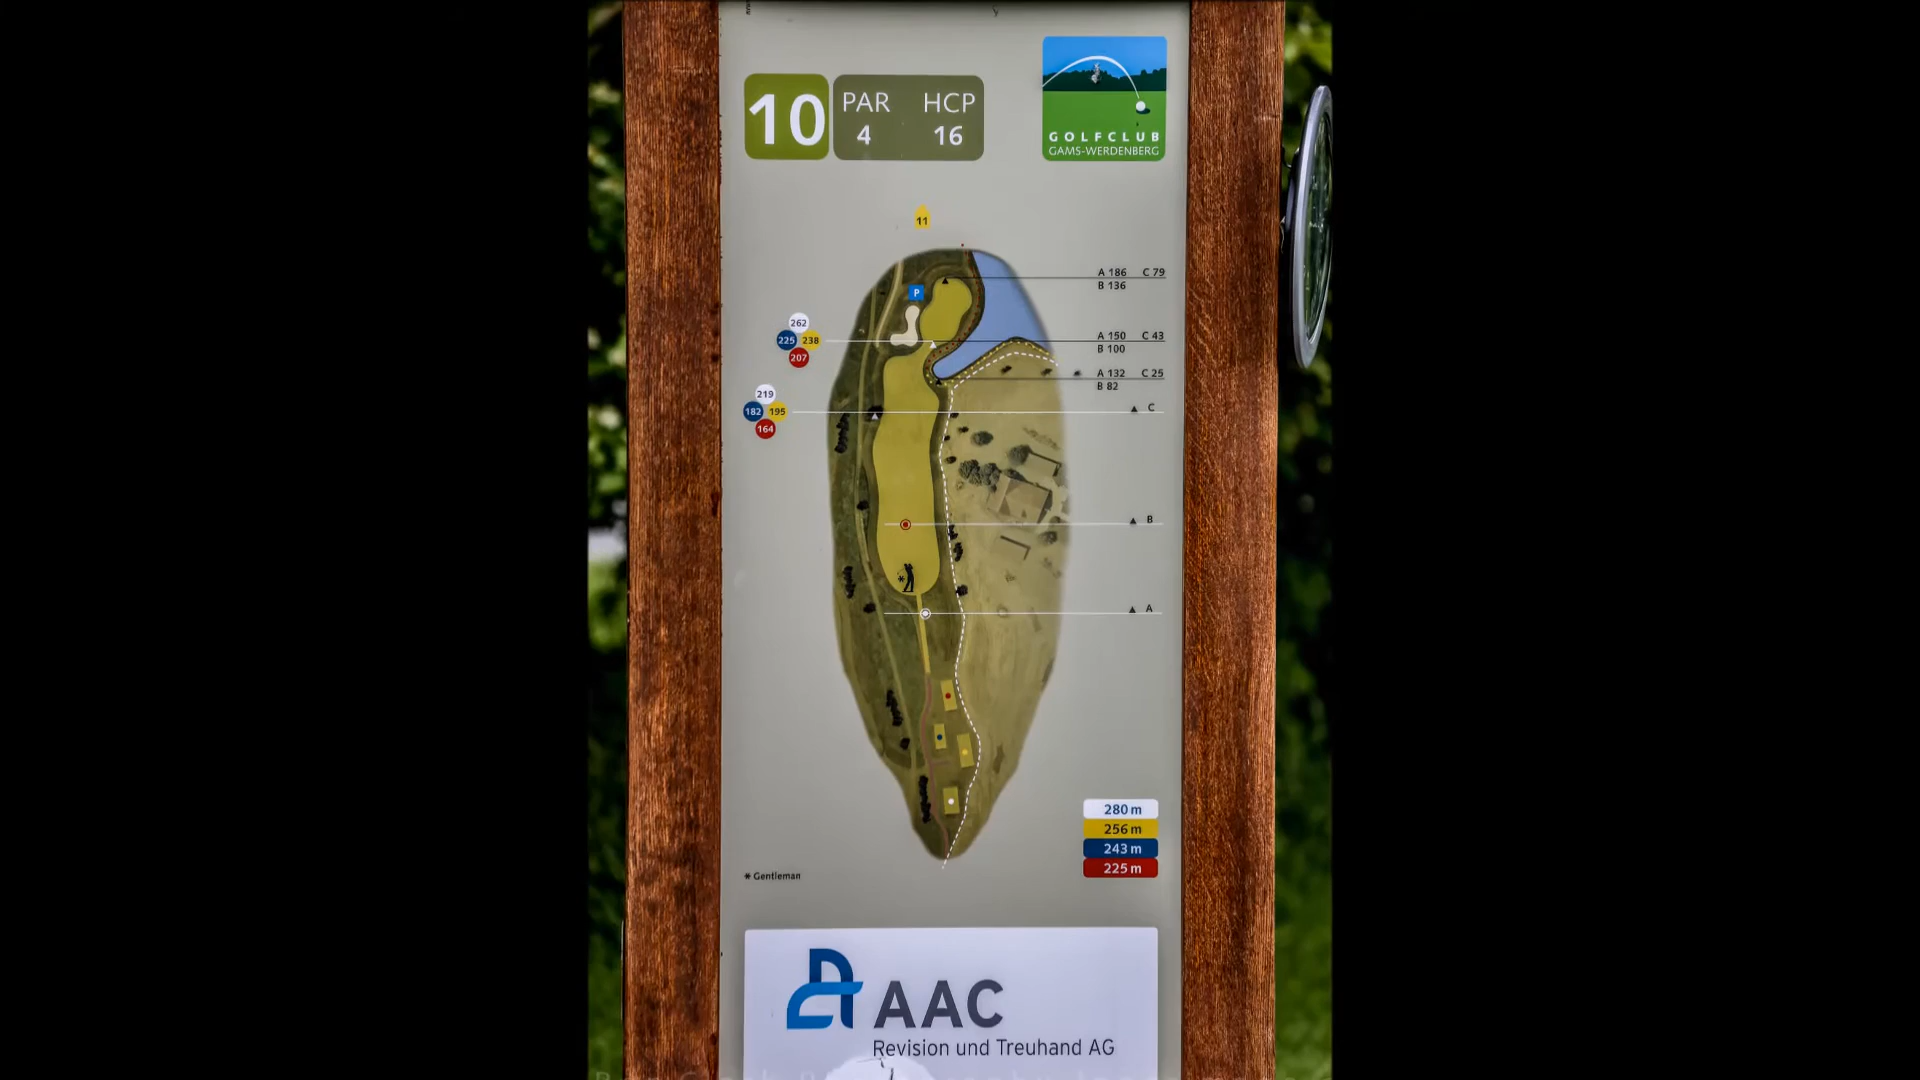 10
PAR HCP
4 16
GOLFCLUB
GAMS-WERDENBERG
11
A 186 C 79
B 136
P
262
225 238
207
A 150 C 43
B 100
A 132 C 25
B 82
219
182 195
164
C
B
A
280 m
256 m
243 m
225 m
* Gentleman
AAC
Revision und Treuhand AG